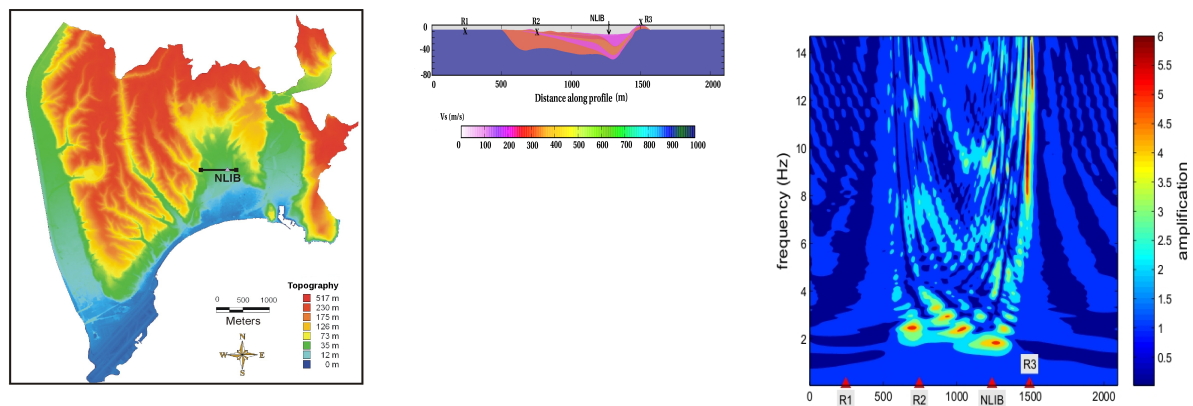 NLIB
0 500 1000
Meters
N
W E
S
Topography
517 m
230 m
175 m
126 m
73 m
35 m
12 m
0 m
R1 R2 NLIB R3
X X X
0
-40
-80
0 500 1000 1500 2000
Distance along profile (m)
Vs (m/s)
0 100 200 300 400 500 600 700 800 900 1000
frequency (Hz)
14
12
10
8
6
4
2
0 500 1000 1500 2000
R1 R2 NLIB R3
6
5.5
5
4.5
4
3.5
3
2.5
2
1.5
1
0.5
amplification